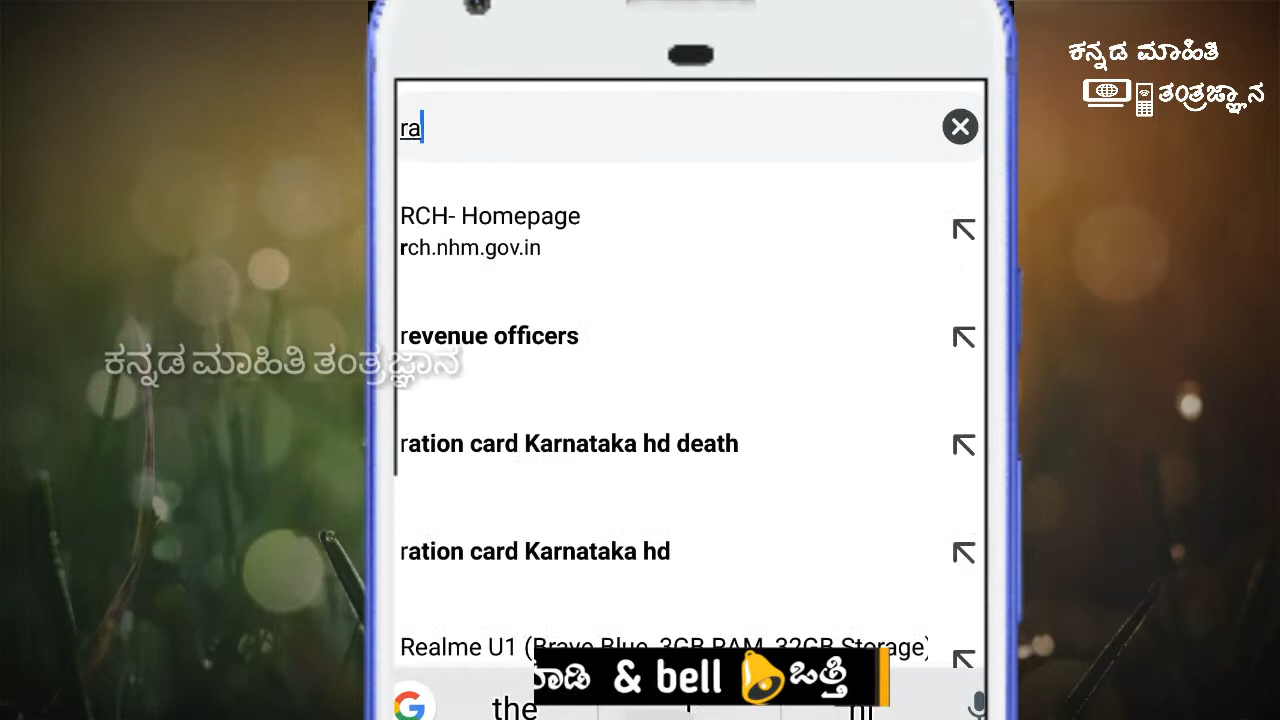 ಕನ್ನಡ ಮಾಹಿತಿ
ತಂತ್ರಜ್ಞಾನ
ra
RCH- Homepage
rch.nhm.gov.in
revenue officers
ಕನ್ನಡ ಮಾಹಿತಿ ತಂತ್ರಜ್ಞಾನ
ration card Karnataka hd death
ration card Karnataka hd
Realme U1 (Brave Blue, 3GB RAM, 32GB Storage)
ಮಾಡಿ & bell ಒತ್ತಿ
the